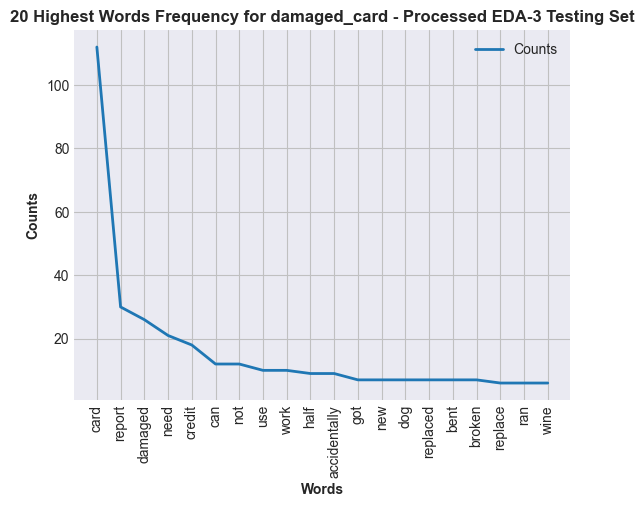 20 Highest Words Frequency for damaged_card - Processed EDA-3 Testing Set
Counts
100
80
60
40
20
Counts
card
report
damaged
need
credit
can
not
use
work
half
accidentally
got
new
dog
replaced
bent
broken
replace
ran
wine
Words